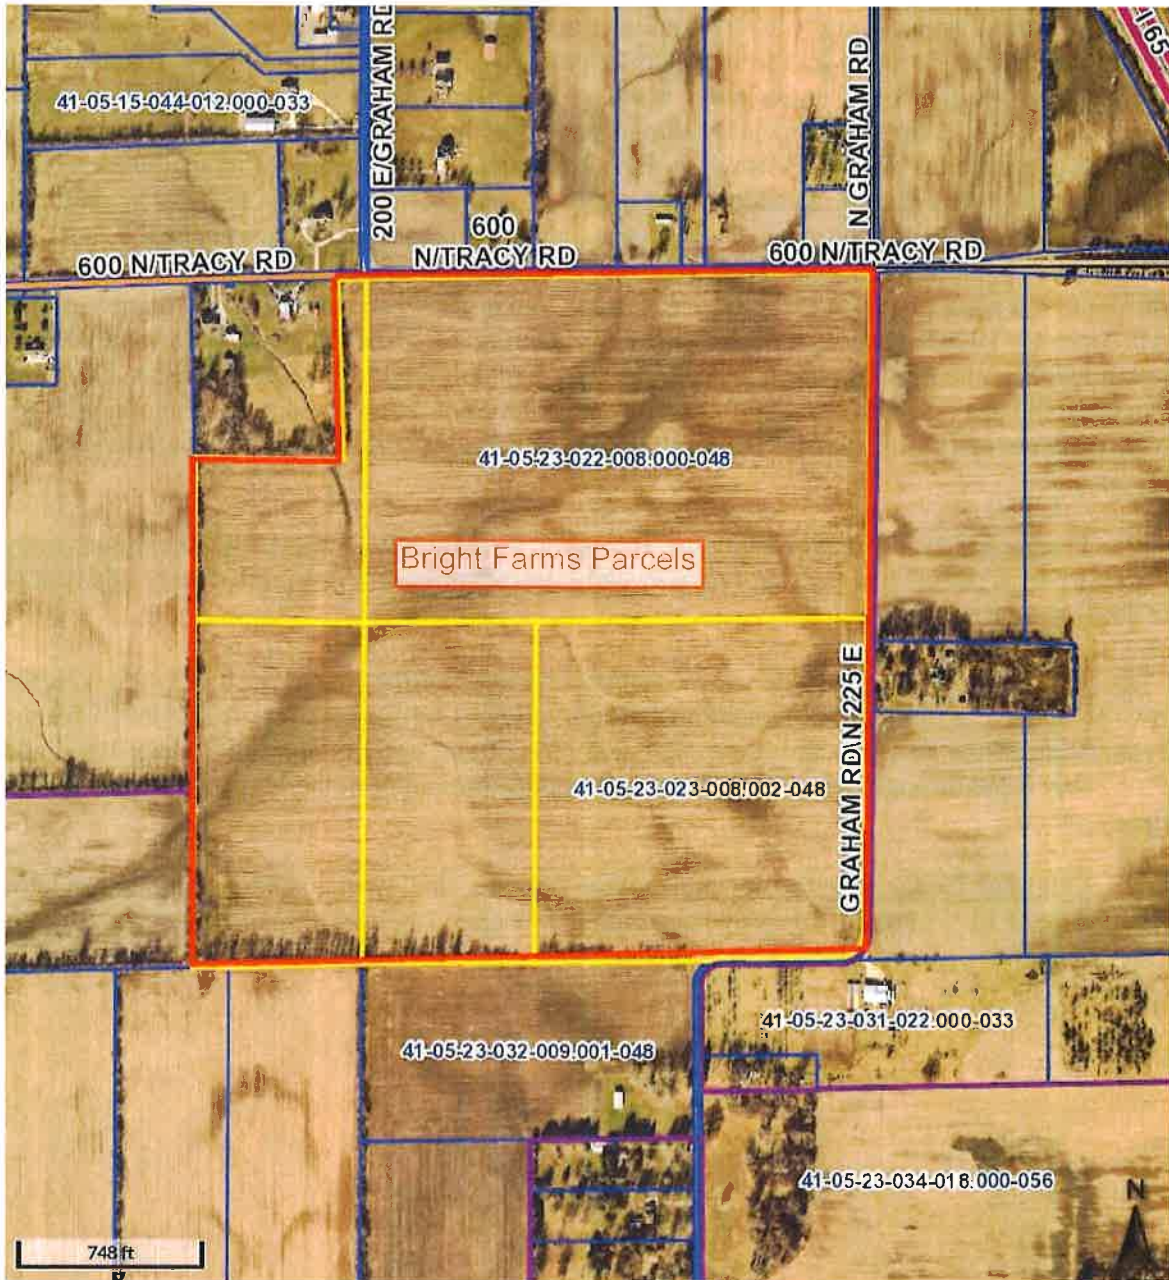 I-65
200 E/GRAHAM RD
N GRAHAM RD
41-05-15-044-012.000-033
600 N/TRACY RD
600
N/TRACY RD
600 N/TRACY RD
41-05-23-022-008.000-048
Bright Farms Parcels
GRAHAM RD\N 225 E
41-05-23-023-008.002-048
41-05-23-031-022.000-033
41-05-23-032-009.001-048
41-05-23-034-018.000-056
N
748 ft